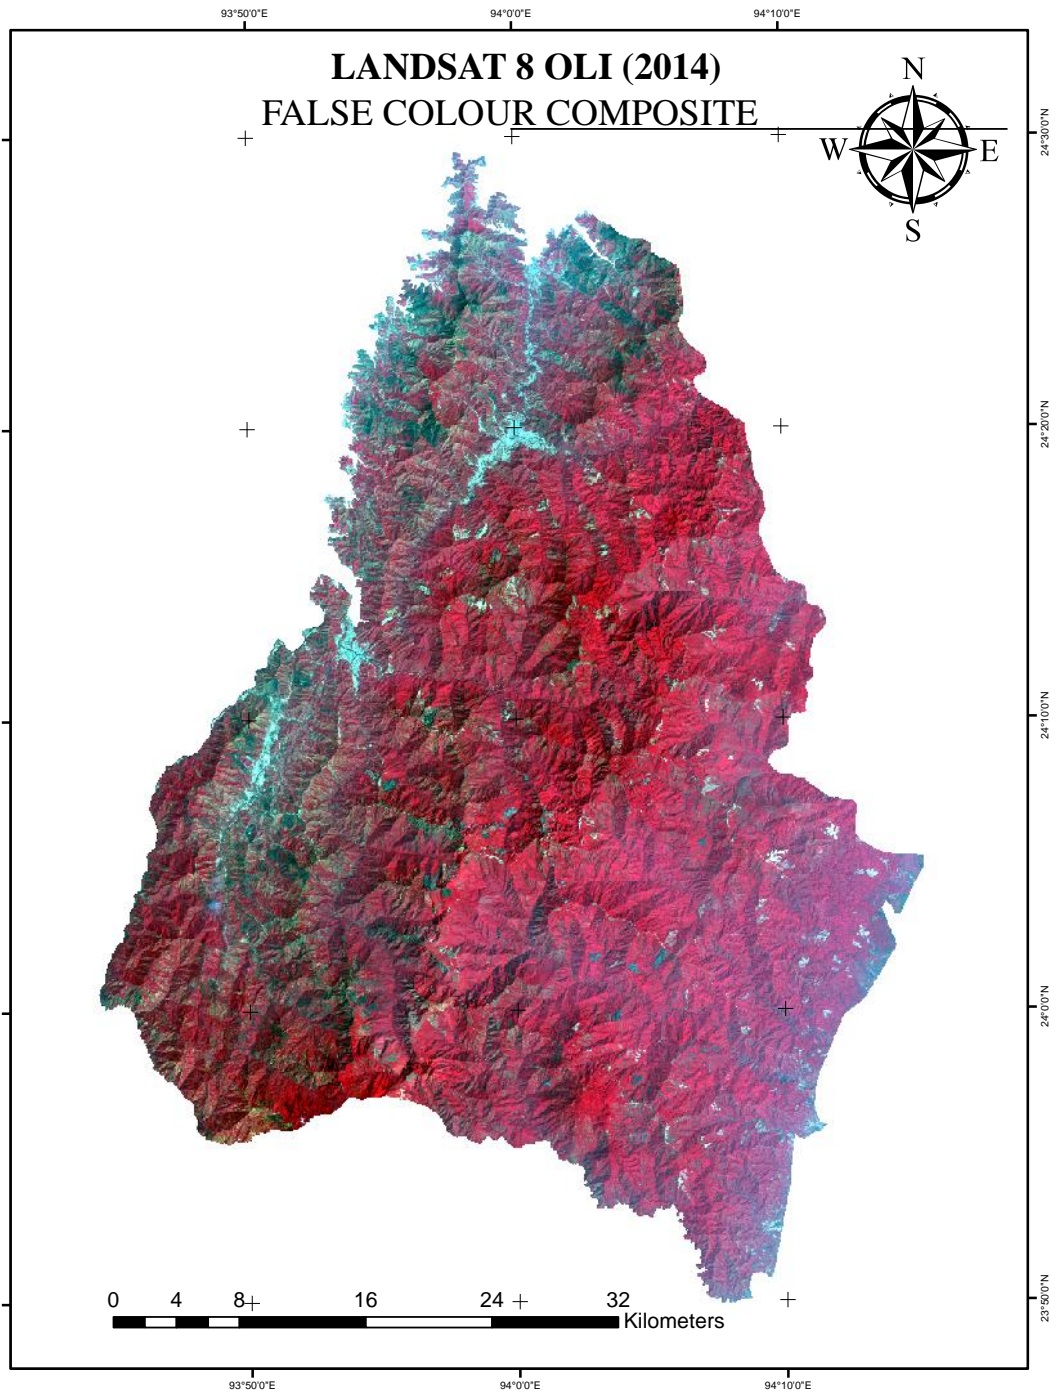 93°50'0"E 94°0'0"E 94°10'0"E
LANDSAT 8 OLI (2014)
FALSE COLOUR COMPOSITE
N
W E
S
24°30'0"N
24°20'0"N
24°10'0"N
24°0'0"N
23°50'0"N
0 4 8 16 24 32
Kilometers
93°50'0"E 94°0'0"E 94°10'0"E